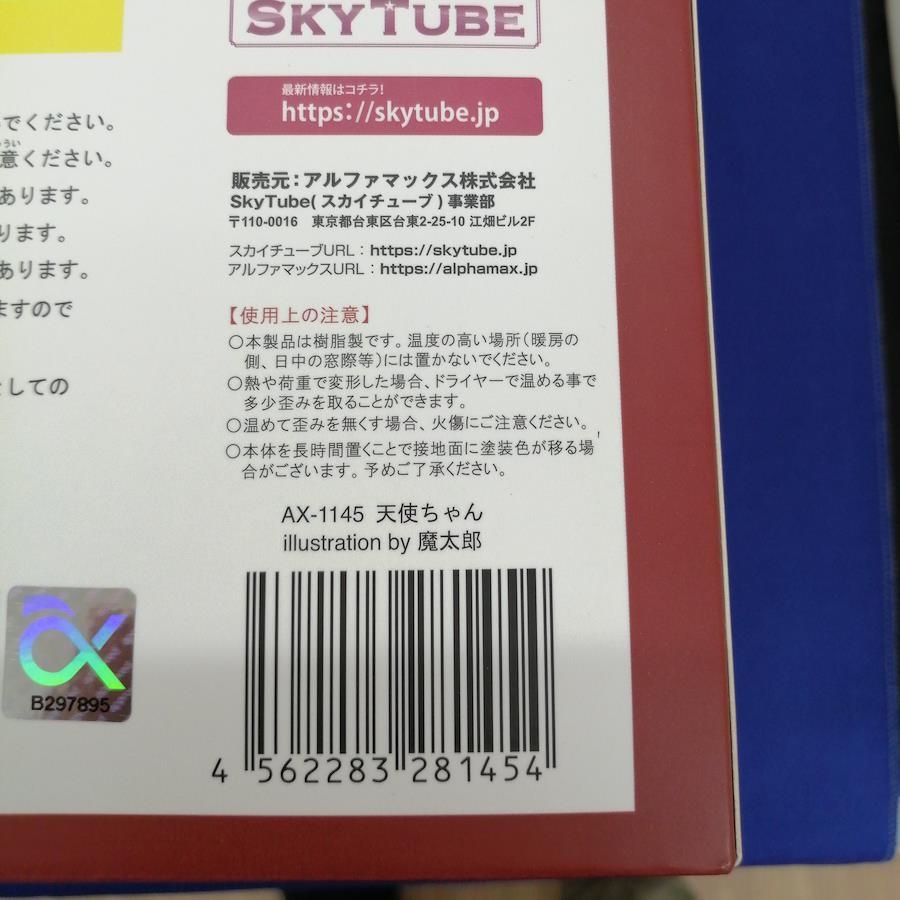 SKYTUBE
最新情報はコチラ!
https://skytube.jp
でください。
うい
意ください。
あります。
ります。
あります。
ますので
しての
販売元：アルファマックス株式会社
SkyTube(スカイチューブ)事業部
〒110-0016 東京都台東区台東2-25-10 江畑ビル2F
スカイチューブURL：https://skytube.jp
アルファマックスURL：https://alphamax.jp
【使用上の注意】
○本製品は樹脂製です。温度の高い場所(暖房の
側、日中の窓際等)には置かないでください。
○熱や荷重で変形した場合、ドライヤーで温める事で
多少歪みを取ることができます。
○温めて歪みを無くす場合、火傷にご注意ください。
○本体を長時間置くことで接地面に塗装色が移る場
合がございます。予めご了承ください。
AX-1145 天使ちゃん
illustration by 魔太郎
B297895
4 562283 281454